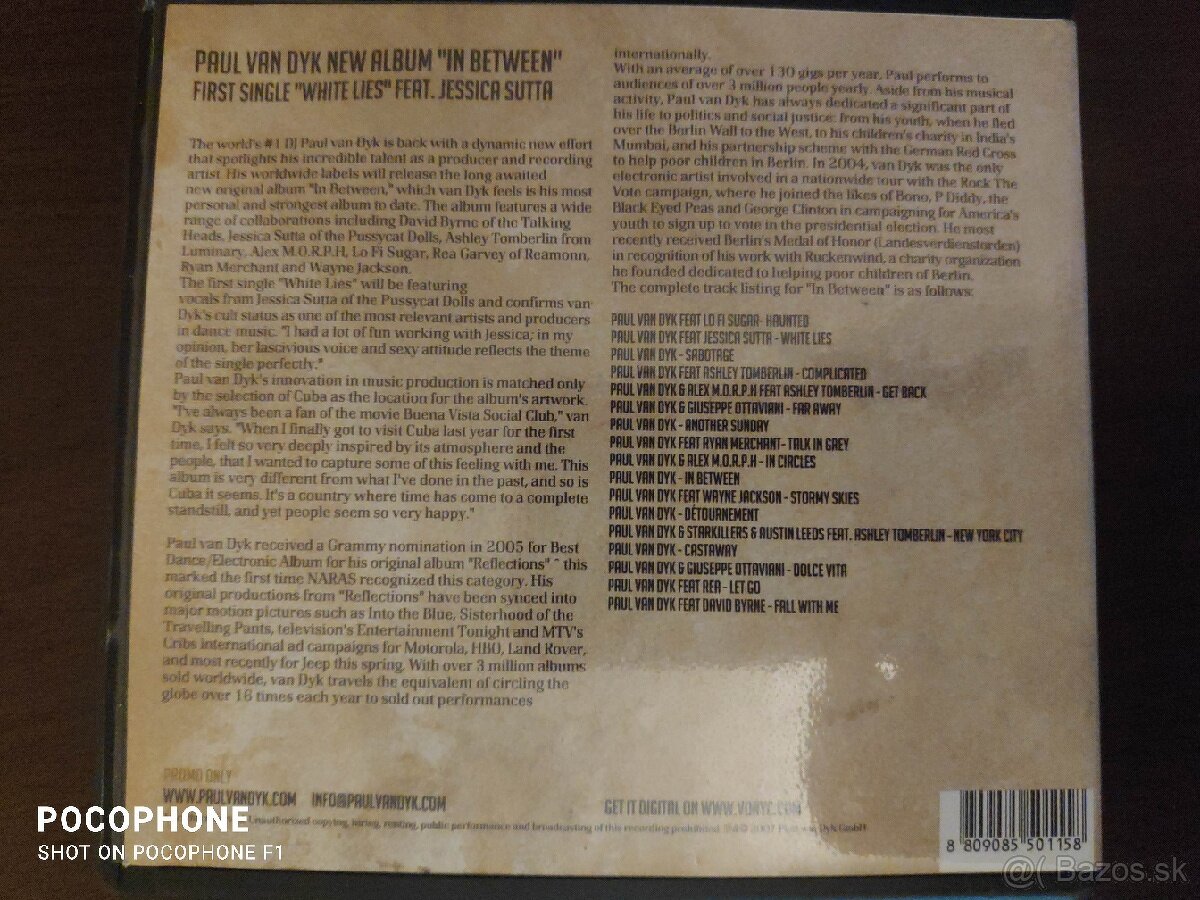 PAUL VAN DYK NEW ALBUM "IN BETWEEN"
FIRST SINGLE "WHITE LIES" FEAT. JESSICA SUTTA
The world's #1 DJ Paul van Dyk is back with a dynamic new effort
that spotlights his incredible talent as a producer and recording
artist. His worldwide labels will release the long awaited
new original album "In Between," which van Dyk feels is his most
personal and strongest album to date. The album features a wide
range of collaborations including David Byrne of the Talking
Heads, Jessica Sutta of the Pussycat Dolls, Ashley Tomberlin from
Luminary, Alex M.O.R.P.H, Lo Fi Sugar, Rea Garvey of Reamonn,
Ryan Merchant and Wayne Jackson.
The first single "White Lies" will be featuring
vocals from Jessica Sutta of the Pussycat Dolls and confirms van
Dyk's cult status as one of the most relevant artists and producers
in dance music. "I had a lot of fun working with Jessica; in my
opinion, her lascivious voice and sexy attitude reflects the theme
of the single perfectly."
Paul van Dyk's innovation in music production is matched only
by the selection of Cuba as the location for the album's artwork.
"I've always been a fan of the movie Buena Vista Social Club," van
Dyk says. "When I finally got to visit Cuba last year for the first
time, I felt so very deeply inspired by its atmosphere and the
people, that I wanted to capture some of this feeling with me. This
album is very different from what I've done in the past, and so is
Cuba it seems. It's a country where time has come to a complete
standstill, and yet people seem so very happy."
Paul van Dyk received a Grammy nomination in 2005 for Best
Dance/Electronic Album for his original album "Reflections" - this
marked the first time NARAS recognized this category. His
original productions from "Reflections" have been synced into
major motion pictures such as Into the Blue, Sisterhood of the
Travelling Pants, television's Entertainment Tonight and MTV's
Cribs international ad campaigns for Motorola, HBO, Land Rover,
and most recently for Jeep this spring. With over 3 million albums
sold worldwide, van Dyk travels the equivalent of circling the
globe over 16 times each year to sold out performances
internationally.
With an average of over 130 gigs per year, Paul performs to
audiences of over 3 million people yearly. Aside from his musical
activity, Paul van Dyk has always dedicated a significant part of
his life to politics and social justice: from his youth, when he fled
over the Berlin Wall to the West, to his children's charity in India's
Mumbai, and his partnership scheme with the German Red Cross
to help poor children in Berlin. In 2004, van Dyk was the only
electronic artist involved in a nationwide tour with the Rock The
Vote campaign, where he joined the likes of Bono, P Diddy, the
Black Eyed Peas and George Clinton in campaigning for America's
youth to sign up to vote in the presidential election. He most
recently received Berlin's Medal of Honor (Landesverdienstorden)
in recognition of his work with Ruckenwind, a charity organization
he founded dedicated to helping poor children of Berlin.
The complete track listing for "In Between" is as follows:
PAUL VAN DYK FEAT LO FI SUGAR- HAUNTED
PAUL VAN DYK FEAT JESSICA SUTTA - WHITE LIES
PAUL VAN DYK - SABOTAGE
PAUL VAN DYK FEAT ASHLEY TOMBERLIN - COMPLICATED
PAUL VAN DYK & ALEX M.O.R.P.H FEAT ASHLEY TOMBERLIN - GET BACK
PAUL VAN DYK & GIUSEPPE OTTAVIANI - FAR AWAY
PAUL VAN DYK - ANOTHER SUNDAY
PAUL VAN DYK FEAT RYAN MERCHANT- TALK IN GREY
PAUL VAN DYK & ALEX M.O.R.P.H - IN CIRCLES
PAUL VAN DYK - IN BETWEEN
PAUL VAN DYK FEAT WAYNE JACKSON - STORMY SKIES
PAUL VAN DYK - DÉTOURNEMENT
PAUL VAN DYK & STARKILLERS & AUSTIN LEEDS FEAT. ASHLEY TOMBERLIN - NEW YORK CITY
PAUL VAN DYK - CASTAWAY
PAUL VAN DYK & GIUSEPPE OTTAVIANI - DOLCE VITA
PAUL VAN DYK FEAT REA - LET GO
PAUL VAN DYK FEAT DAVID BYRNE - FALL WITH ME
PROMO ONLY
WWW.PAULVANDYK.COM INFO@PAULVANDYK.COM
GET IT DIGITAL ON WWW.VONYC.COM
Unauthorized copying, hiring, renting, public performance and broadcasting of this recording prohibited. 2007 Paul van Dyk GmbH
8 809085 501158
POCOPHONE
SHOT ON POCOPHONE F1
Bazos.sk